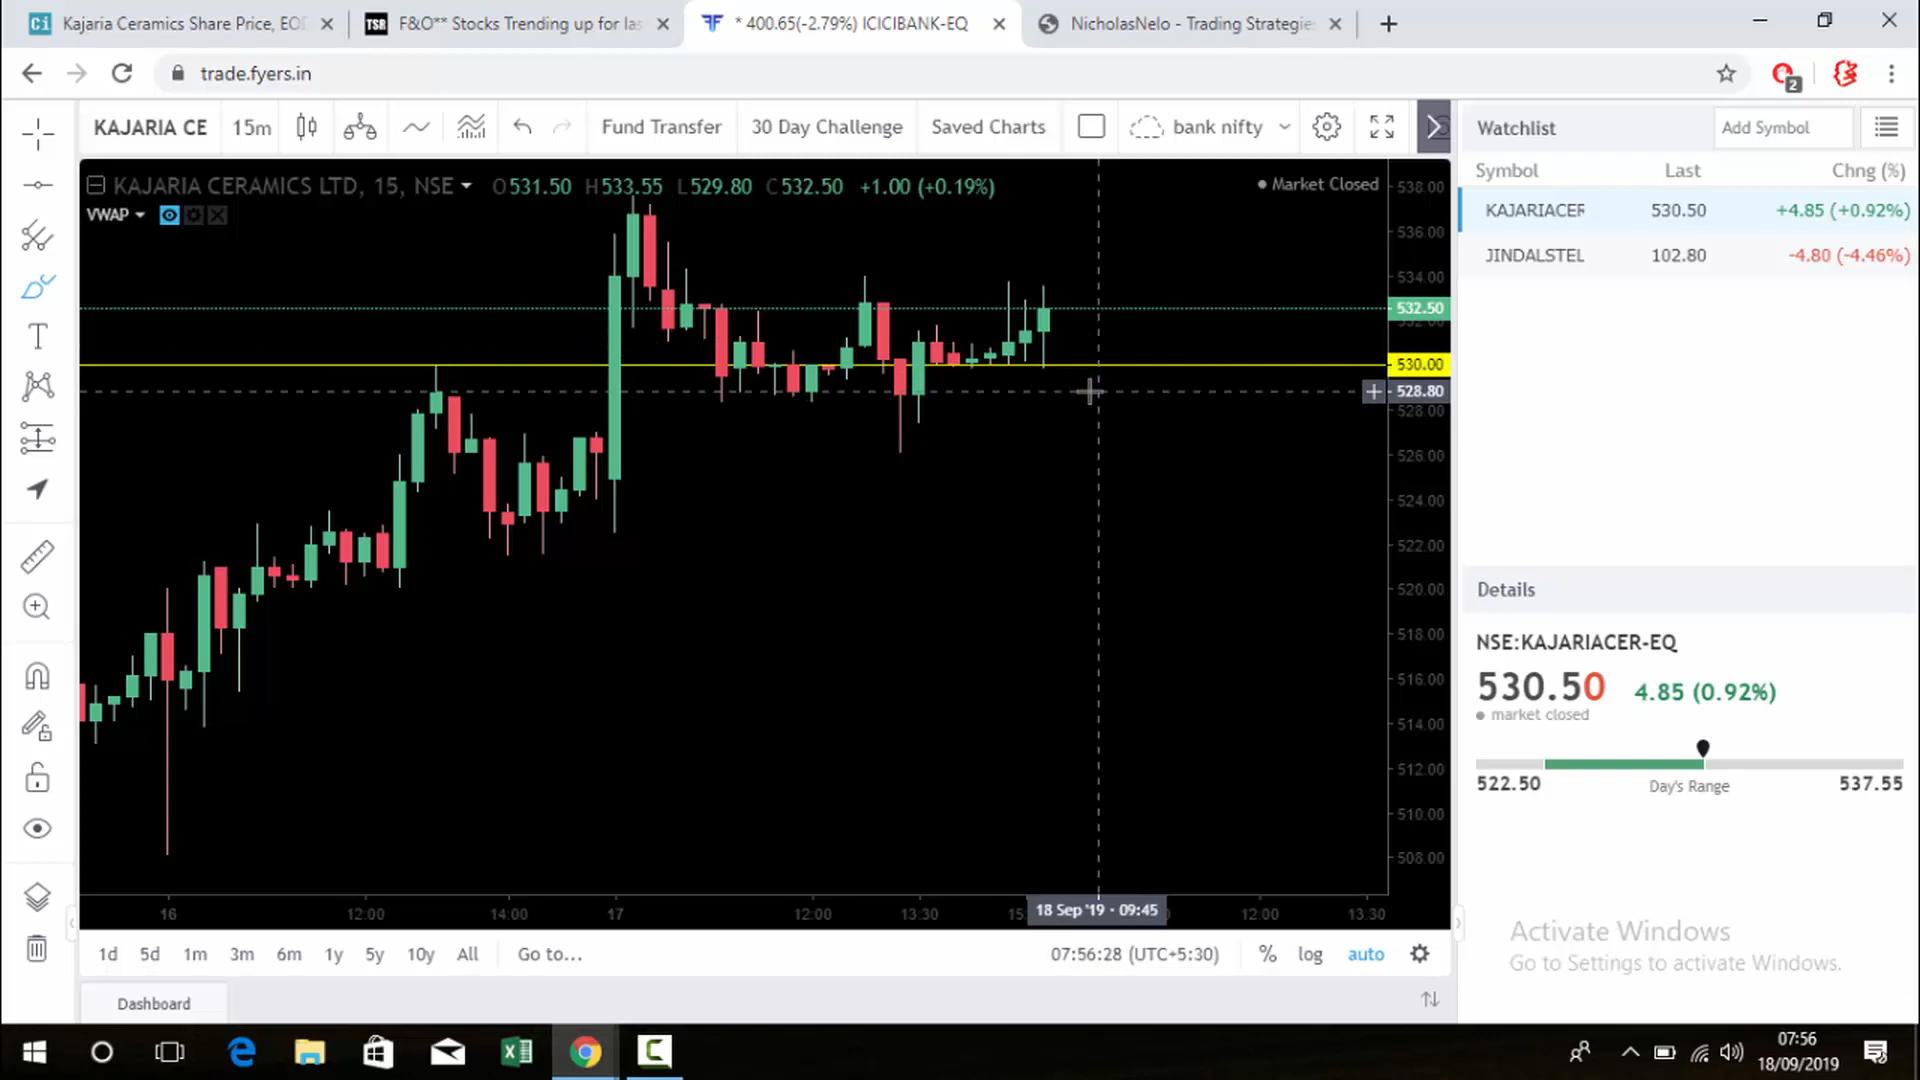 Kajaria Ceramics Share Price, EOD
F&O** Stocks Trending up for las
* 400.65(-2.79%) ICICIBANK-EQ
NicholasNelo - Trading Strategies
trade.fyers.in
2
KAJARIA CE
15m
Fund Transfer
30 Day Challenge
Saved Charts
bank nifty
Watchlist
Add Symbol
Symbol Last Chng (%)
KAJARIACER 530.50 +4.85 (+0.92%)
JINDALSTEL 102.80 -4.80 (-4.46%)
KAJARIA CERAMICS LTD, 15, NSE O531.50 H533.55 L529.80 C532.50 +1.00 (+0.19%)
Market Closed
VWAP
538.00
536.00
534.00
532.50
532.00
530.00
528.80
528.00
526.00
524.00
522.00
520.00
518.00
516.00
514.00
512.00
510.00
508.00
16 12:00 14:00 17 12:00 13:30 15: 18 Sep '19 - 09:45 12:00 13:30
Details
NSE:KAJARIACER-EQ
530.50 4.85 (0.92%)
market closed
522.50 Day's Range 537.55
Activate Windows
Go to Settings to activate Windows.
1d 5d 1m 3m 6m 1y 5y 10y All Go to... 07:56:28 (UTC+5:30) % log auto
Dashboard
07:56
18/09/2019